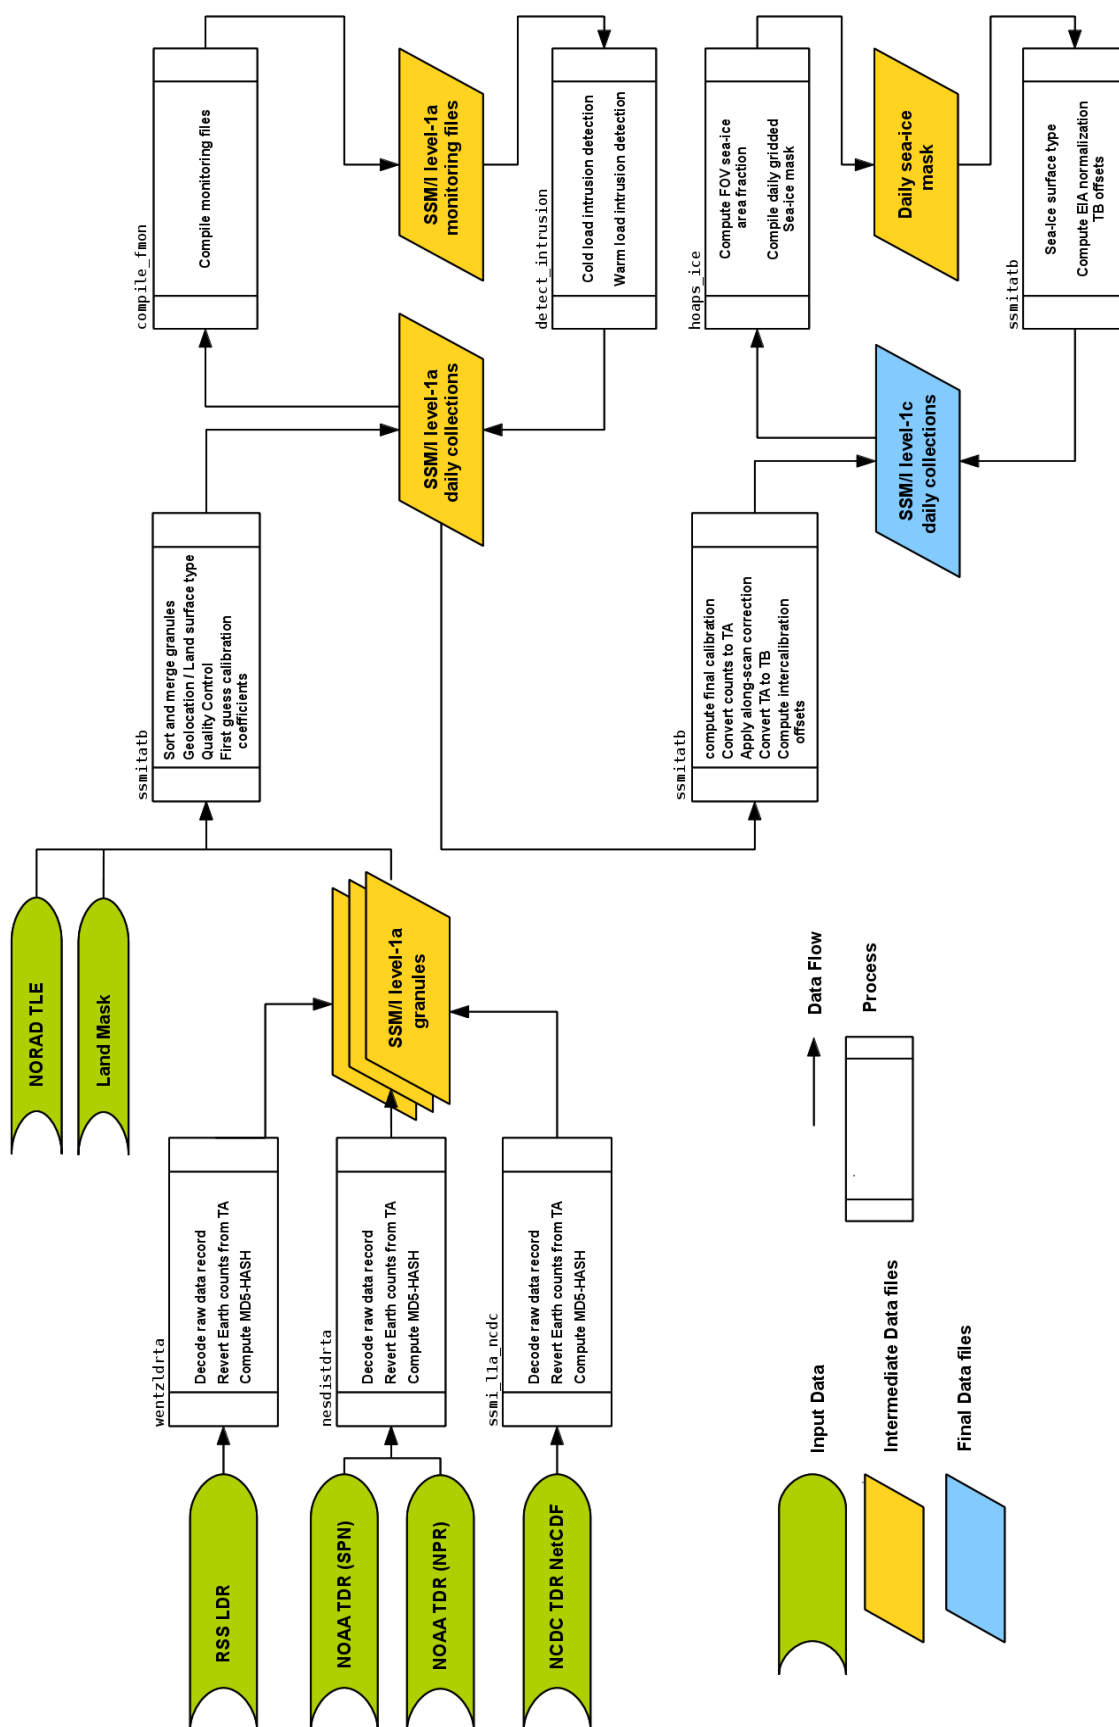 NORAD TLE
Land Mask
RSS LDR
wentzldrta
Decode raw data record
Revert Earth counts from TA
Compute MD5-HASH
NOAA TDR (SPN)
NOAA TDR (NPR)
nesdistdrta
Decode raw data record
Revert Earth counts from TA
Compute MD5-HASH
NCDC TDR NetCDF
ssmi_l1a_ncdc
Decode raw data record
Revert Earth counts from TA
Compute MD5-HASH
SSM/I level-1a
granules
ssmitatb
Sort and merge granules
Geolocation / Land surface type
Quality Control
First guess calibration
coefficients
SSM/I level-1a
daily collections
compile_fmon
Compile monitoring files
SSM/I level-1a
monitoring files
detect_intrusion
Cold load intrusion detection
Warm load intrusion detection
ssmitatb
compute final calibration
Convert counts to TA
Apply along-scan correction
Convert TA to TB
Compute intercalibration
offsets
SSM/I level-1c
daily collections
hoaps_ice
Compute FOV sea-ice
area fraction
Compile daily gridded
Sea-ice mask
Daily sea-ice
mask
ssmitatb
Sea-Ice surface type
Compute EIA normalization
TB offsets
Input Data
Intermediate Data files
Final Data files
Data Flow
Process